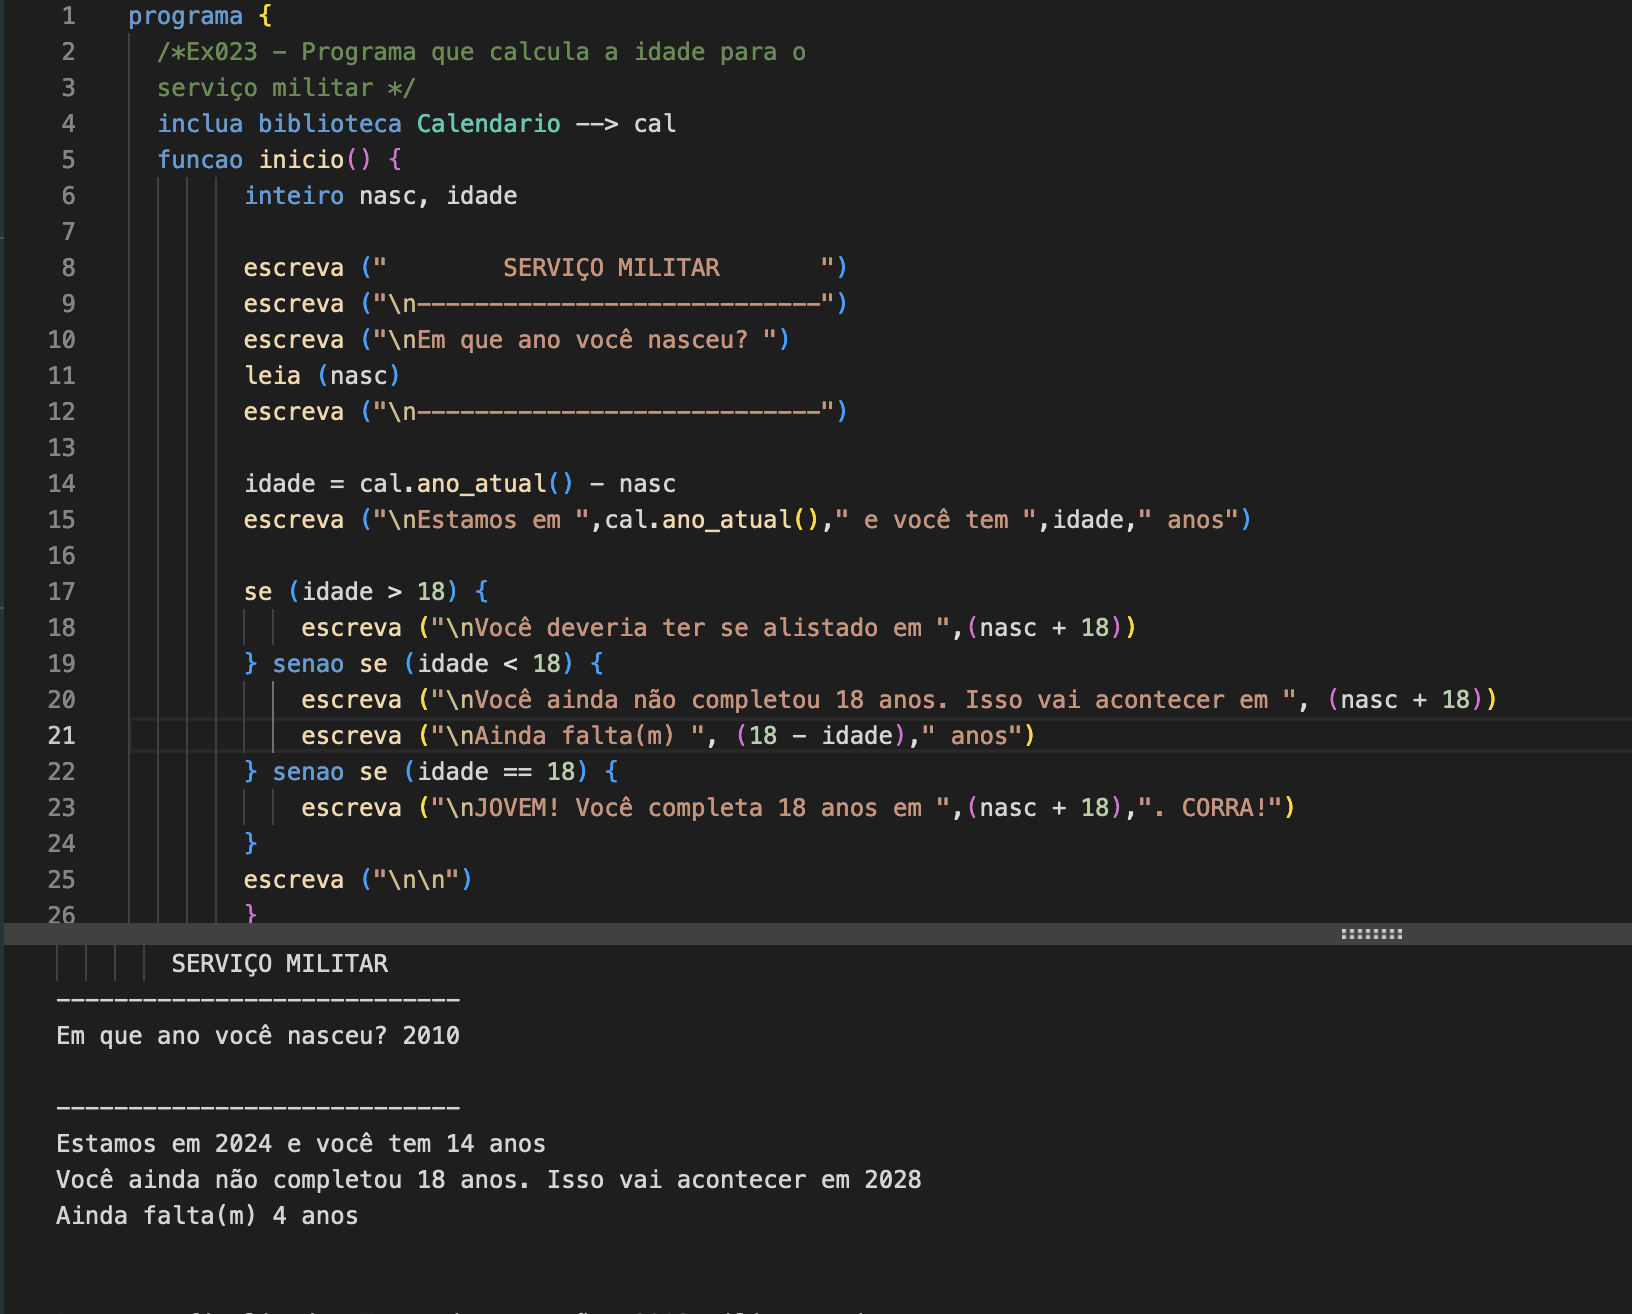 1 programa {
2 /*Ex023 - Programa que calcula a idade para o
3 serviço militar */
4 inclua biblioteca Calendario --> cal
5 funcao inicio() {
6 inteiro nasc, idade
7
8 escreva ("        SERVIÇO MILITAR       ")
9 escreva ("\n----------------------------")
10 escreva ("\nEm que ano você nasceu? ")
11 leia (nasc)
12 escreva ("\n----------------------------")
13
14 idade = cal.ano_atual() - nasc
15 escreva ("\nEstamos em ",cal.ano_atual()," e você tem ",idade," anos")
16
17 se (idade > 18) {
18 escreva ("\nVocê deveria ter se alistado em ",(nasc + 18))
19 } senao se (idade < 18) {
20 escreva ("\nVocê ainda não completou 18 anos. Isso vai acontecer em ", (nasc + 18))
21 escreva ("\nAinda falta(m) ", (18 - idade)," anos")
22 } senao se (idade == 18) {
23 escreva ("\nJOVEM! Você completa 18 anos em ",(nasc + 18),". CORRA!")
24 }
25 escreva ("\n\n")
26 }
SERVIÇO MILITAR
----------------------------
Em que ano você nasceu? 2010
----------------------------
Estamos em 2024 e você tem 14 anos
Você ainda não completou 18 anos. Isso vai acontecer em 2028
Ainda falta(m) 4 anos